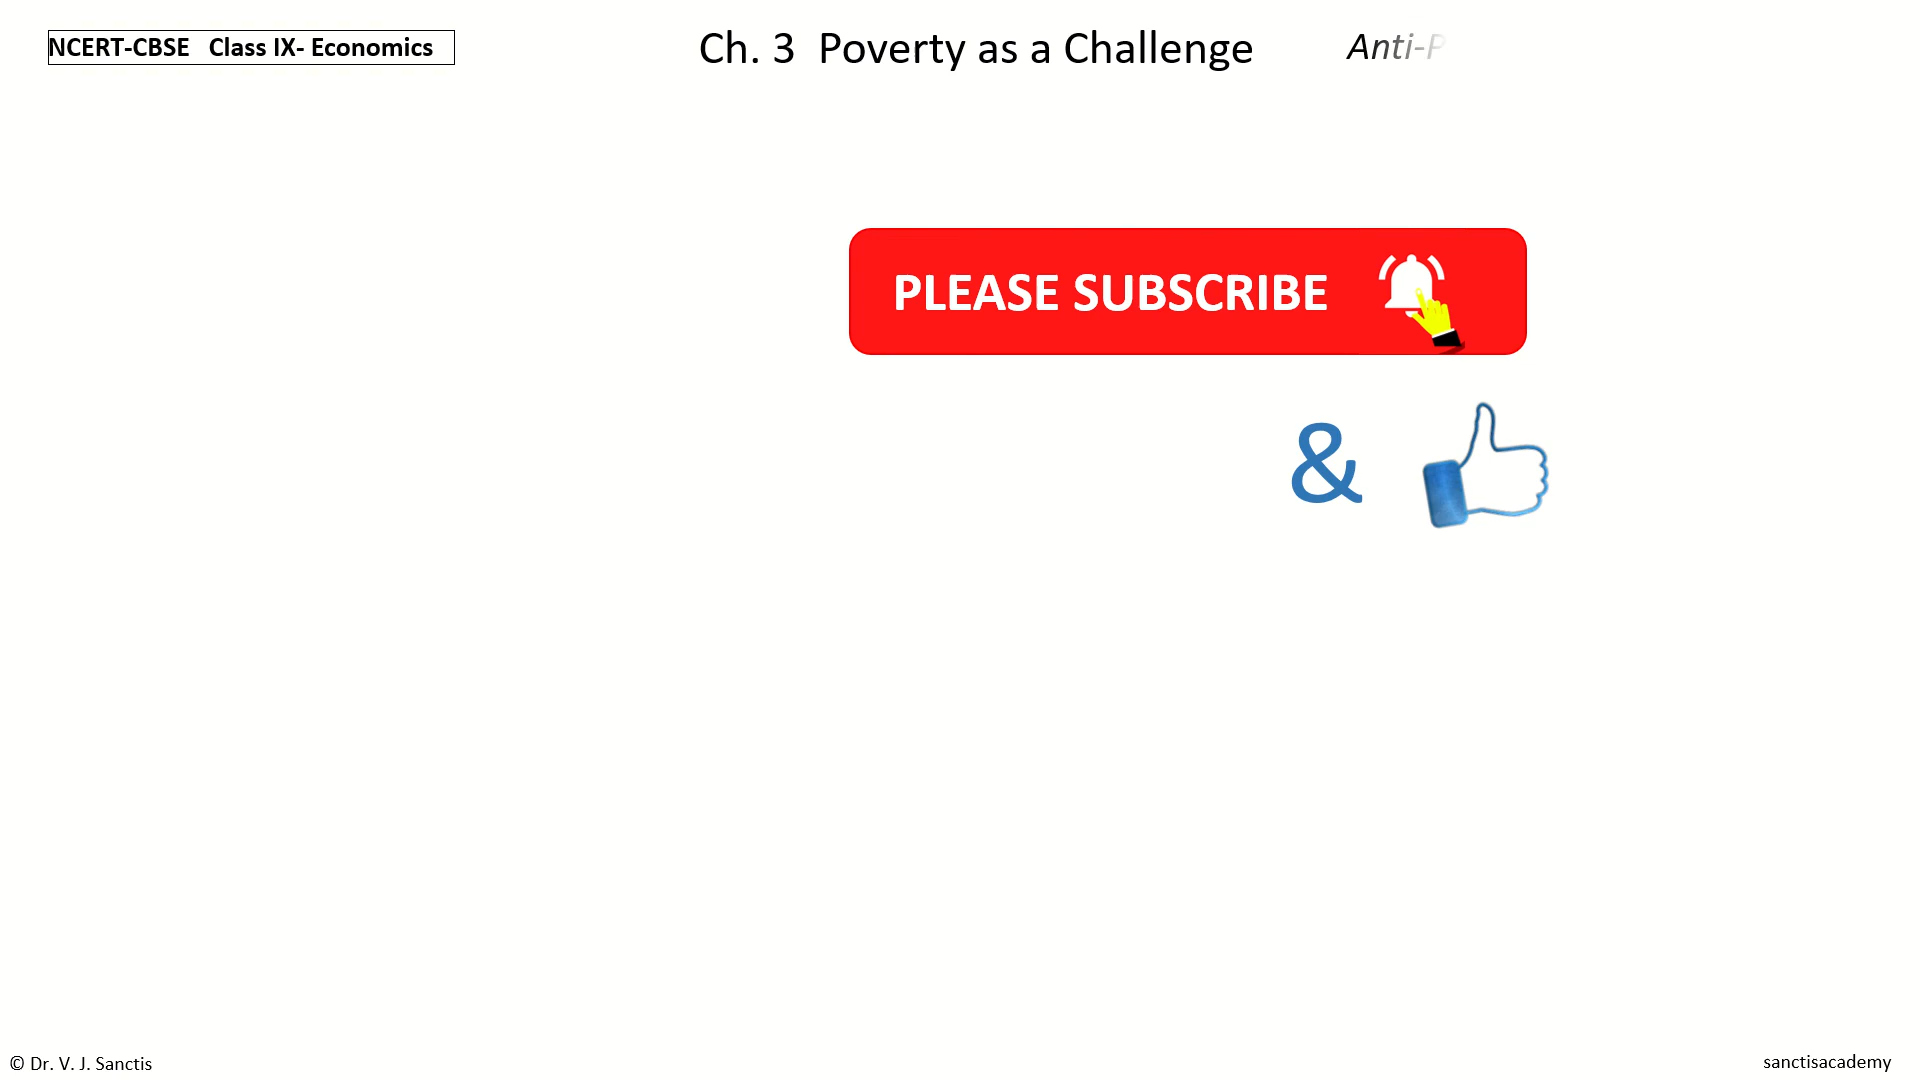 NCERT-CBSE Class IX- Economics
Ch. 3 Poverty as a Challenge
Anti-P
PLEASE SUBSCRIBE
&
© Dr. V. J. Sanctis
sanctisacademy